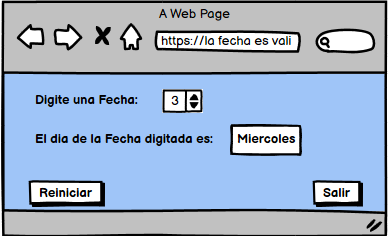 A Web Page
https://la fecha es vali
Digite una Fecha:
3
El dia de la Fecha digitada es:
Miercoles
Reiniciar
Salir